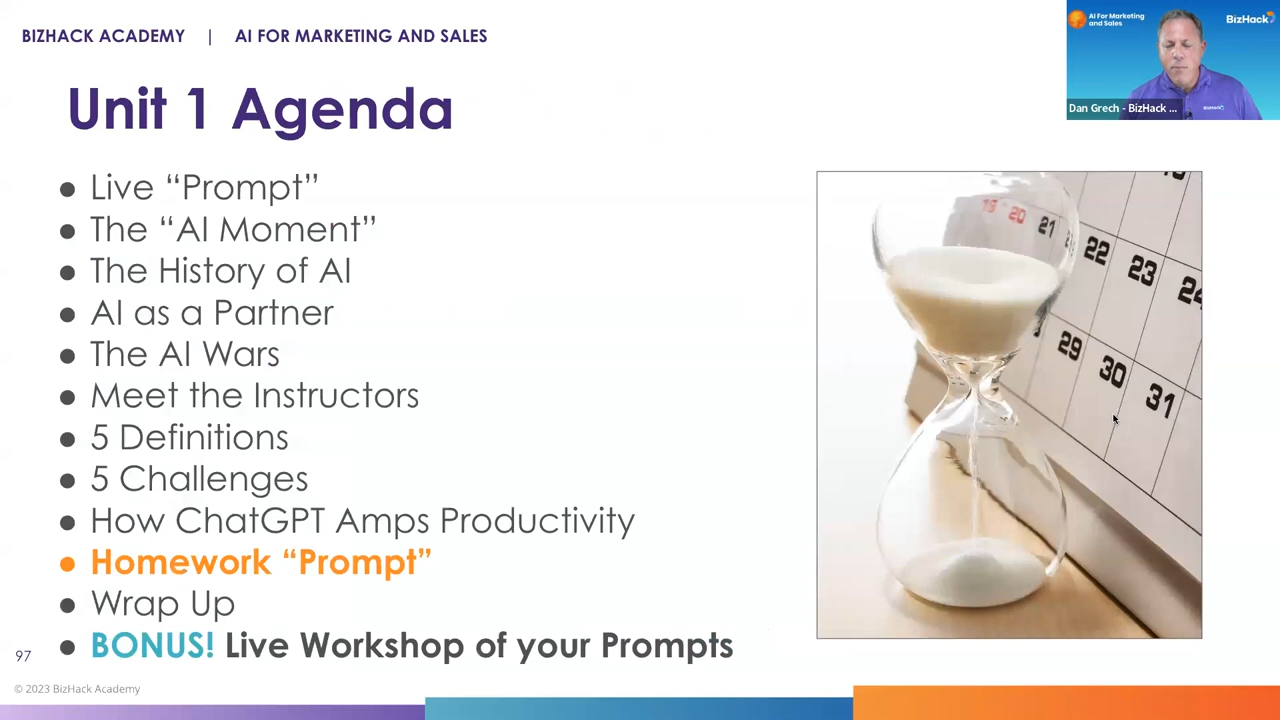 BIZHACK ACADEMY | AI FOR MARKETING AND SALES
AI For Marketing
and Sales
BizHack
Dan Grech - BizHack ...
BizHack
Unit 1 Agenda
● Live “Prompt”
● The “AI Moment”
● The History of AI
● AI as a Partner
● The AI Wars
● Meet the Instructors
● 5 Definitions
● 5 Challenges
● How ChatGPT Amps Productivity
● Homework “Prompt”
● Wrap Up
● BONUS! Live Workshop of your Prompts
19 20 21 22 23 24
29 30 31
97
© 2023 BizHack Academy